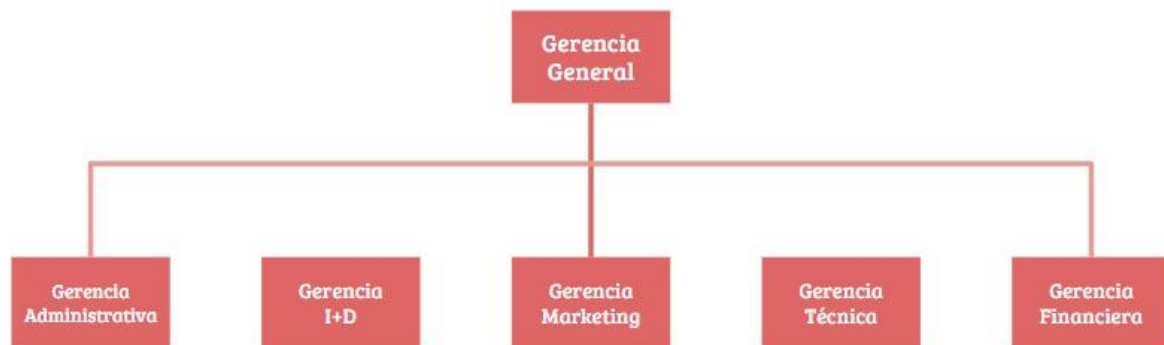 Gerencia
General
Gerencia
Administrativa
Gerencia
I+D
Gerencia
Marketing
Gerencia
Técnica
Gerencia
Financiera